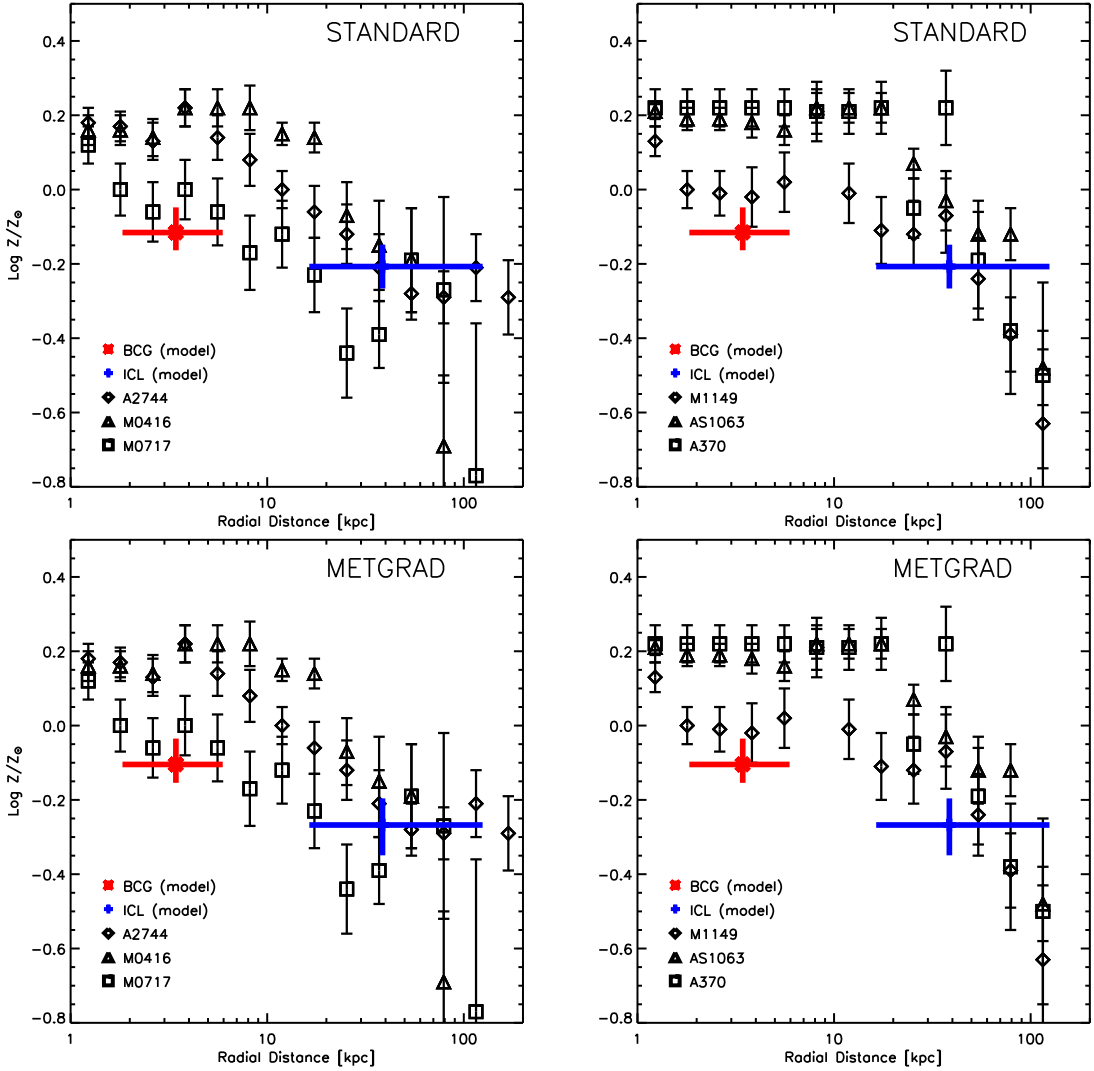 STANDARD
0.4
0.2
0.0
-0.2
-0.4
-0.6
-0.8
Log Z/Z⊙
BCG (model)
ICL (model)
A2744
M0416
M0717
1
10
100
Radial Distance [kpc]
STANDARD
0.4
0.2
0.0
-0.2
-0.4
-0.6
-0.8
BCG (model)
ICL (model)
M1149
AS1063
A370
1
10
100
Radial Distance [kpc]
METGRAD
0.4
0.2
0.0
-0.2
-0.4
-0.6
-0.8
Log Z/Z⊙
BCG (model)
ICL (model)
A2744
M0416
M0717
1
10
100
Radial Distance [kpc]
METGRAD
0.4
0.2
0.0
-0.2
-0.4
-0.6
-0.8
BCG (model)
ICL (model)
M1149
AS1063
A370
1
10
100
Radial Distance [kpc]